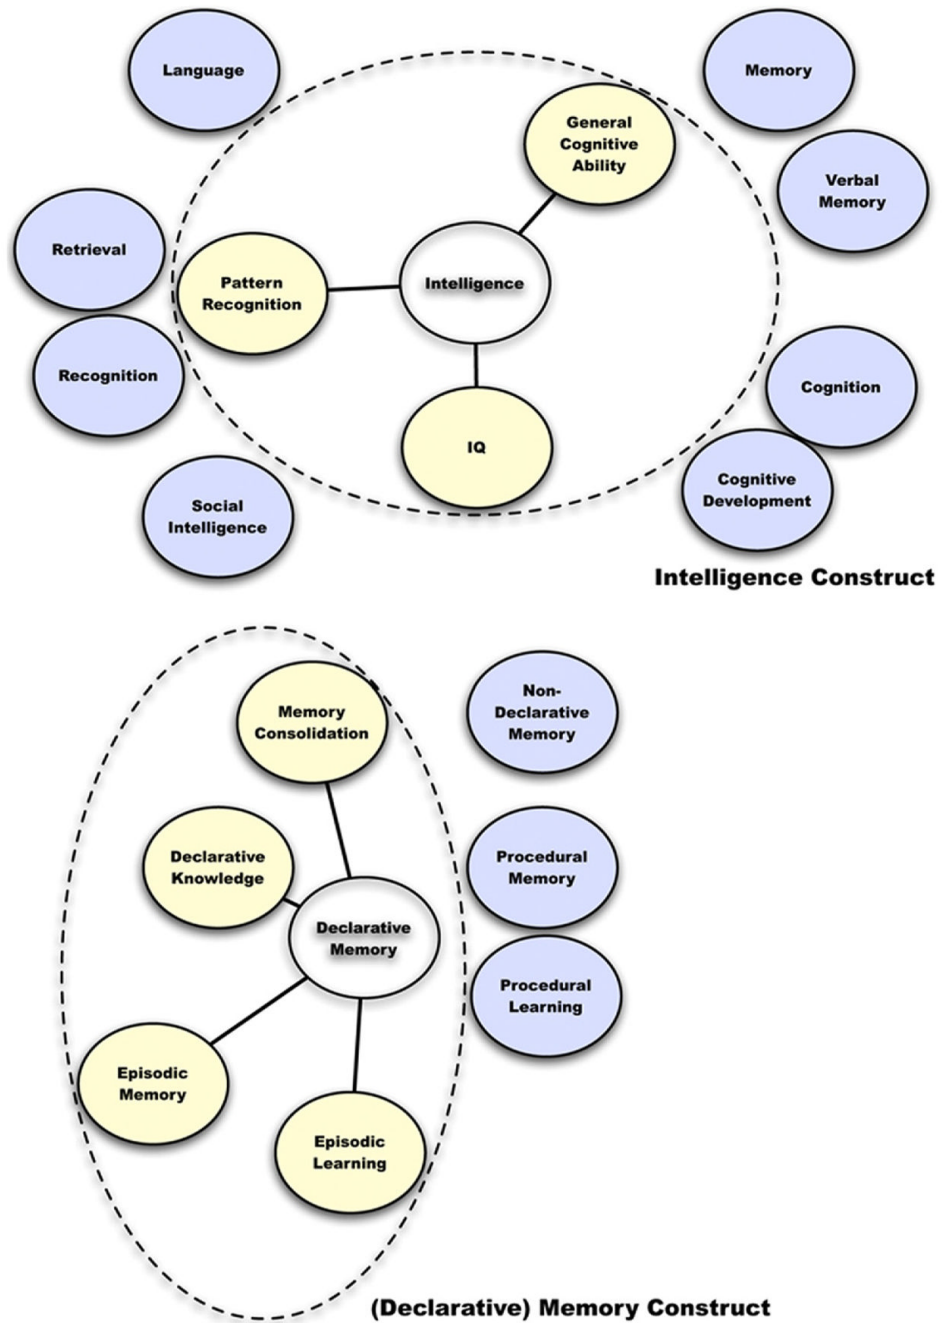 Language
Memory
General
Cognitive
Ability
Verbal
Memory
Retrieval
Pattern
Recognition
Intelligence
Recognition
Cognition
IQ
Cognitive
Development
Social
Intelligence
Intelligence Construct
Memory
Consolidation
Non-
Declarative
Memory
Declarative
Knowledge
Procedural
Memory
Declarative
Memory
Procedural
Learning
Episodic
Memory
Episodic
Learning
(Declarative) Memory Construct